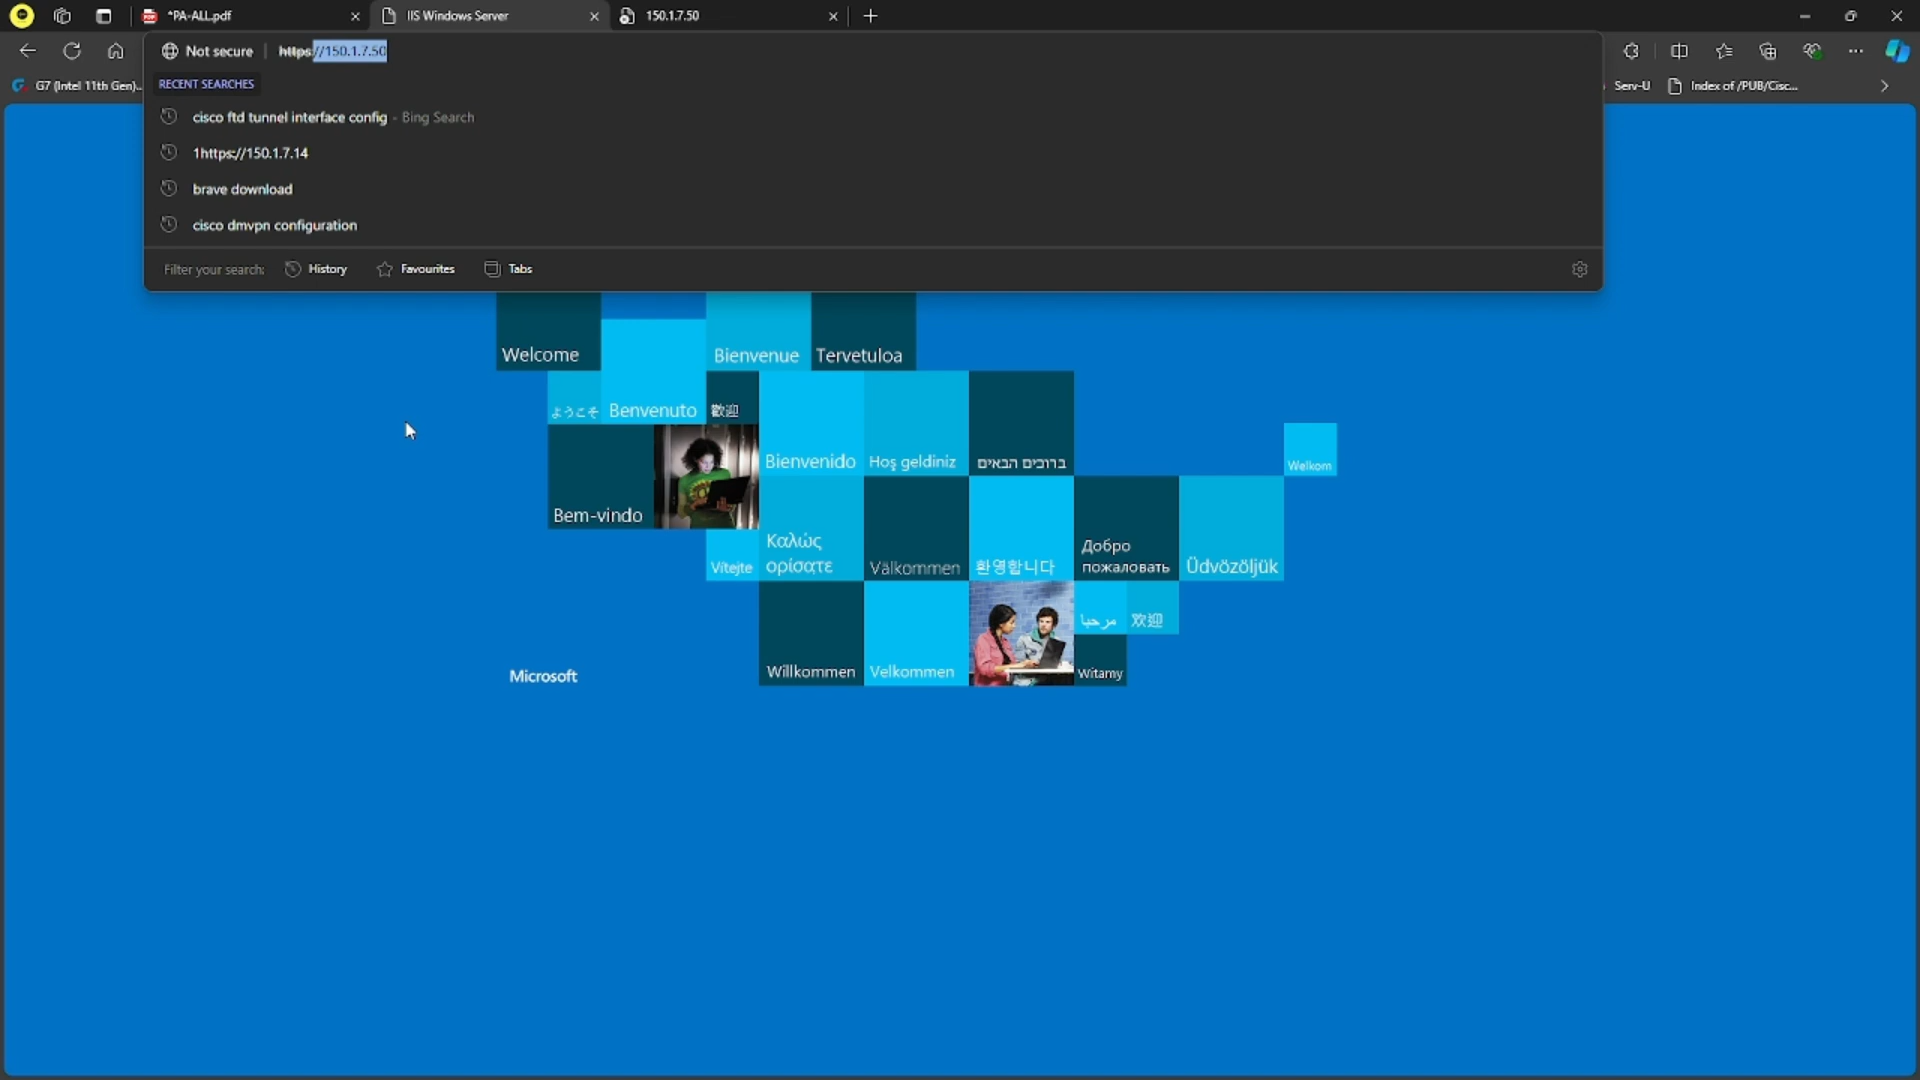 *PA-ALL.pdf
IIS Windows Server
150.1.7.50
Not secure
https://150.1.7.50
G7 (Intel 11th Gen)...
Serv-U
Index of /PUB/Cisc...
RECENT SEARCHES
cisco ftd tunnel interface config - Bing Search
1https://150.1.7.14
brave download
cisco dmvpn configuration
Filter your search:
History
Favourites
Tabs
Welcome
Bienvenue
Tervetuloa
ようこそ
Benvenuto
歡迎
Bienvenido
Hoş geldiniz
ברוכים הבאים
Welkom
Bem-vindo
Vítejte
Καλώς
ορίσατε
Välkommen
환영합니다
Добро
пожаловать
Üdvözöljük
مرحبا
欢迎
Microsoft
Willkommen
Velkommen
Witamy